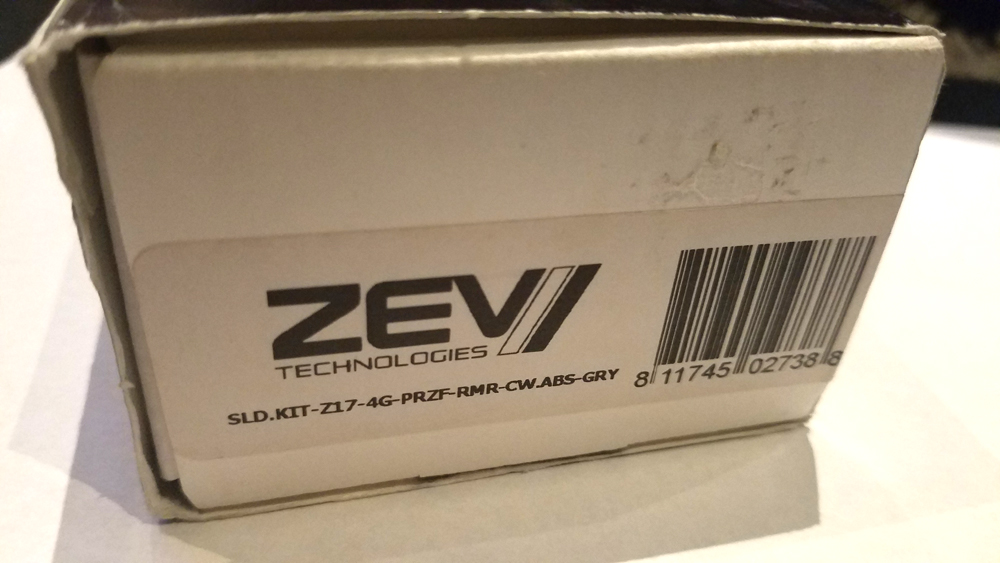 ZEV
TECHNOLOGIES
SLD.KIT-Z17-4G-PRZF-RMR-CW.ABS-GRY
8 11745 02738 8